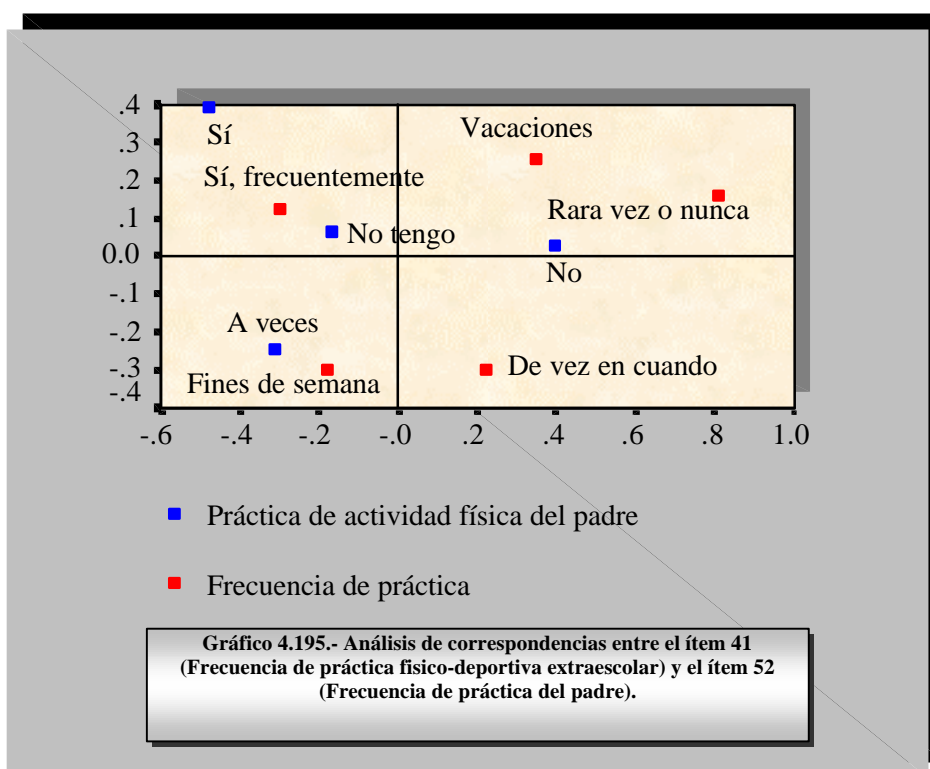 .4
Sí
Vacaciones
.3
Sí, frecuentemente
.2
Rara vez o nunca
.1
No tengo
0.0
No
-.1
A veces
-.2
De vez en cuando
-.3
Fines de semana
-.4
-.6 -.4 -.2 -.0 .2 .4 .6 .8 1.0
Práctica de actividad física del padre
Frecuencia de práctica
Gráfico 4.195.- Análisis de correspondencias entre el ítem 41
(Frecuencia de práctica fisico-deportiva extraescolar) y el ítem 52
(Frecuencia de práctica del padre).